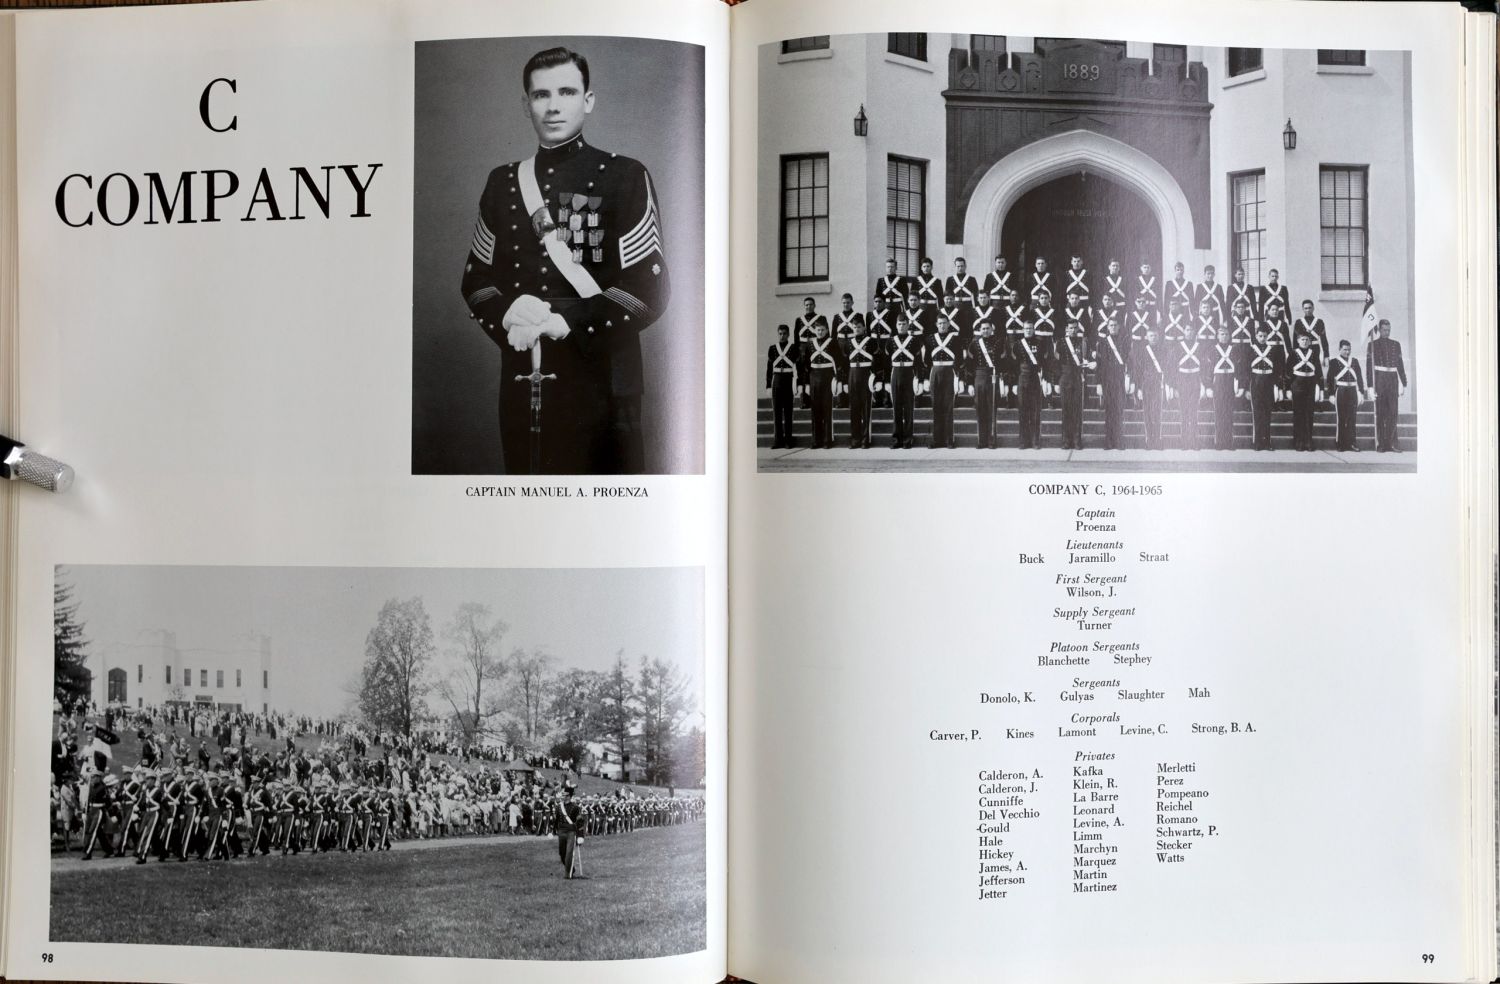 C
COMPANY
CAPTAIN MANUEL A. PROENZA
98
1889
COMPANY C, 1964-1965
Captain
Proenza
Lieutenants
Buck Jaramillo Straat
First Sergeant
Wilson, J.
Supply Sergeant
Turner
Platoon Sergeants
Blanchette Stephey
Sergeants
Donolo, K. Gulyas Slaughter Mah
Corporals
Carver, P. Kines Lamont Levine, C. Strong, B. A.
Privates
Calderon, A.
Calderon, J.
Cunniffe
Del Vecchio
-Gould
Hale
Hickey
James, A.
Jefferson
Jetter
Kafka
Klein, R.
La Barre
Leonard
Levine, A.
Limm
Marchyn
Marquez
Martin
Martinez
Merletti
Perez
Pompeano
Reichel
Romano
Schwartz, P.
Stecker
Watts
99